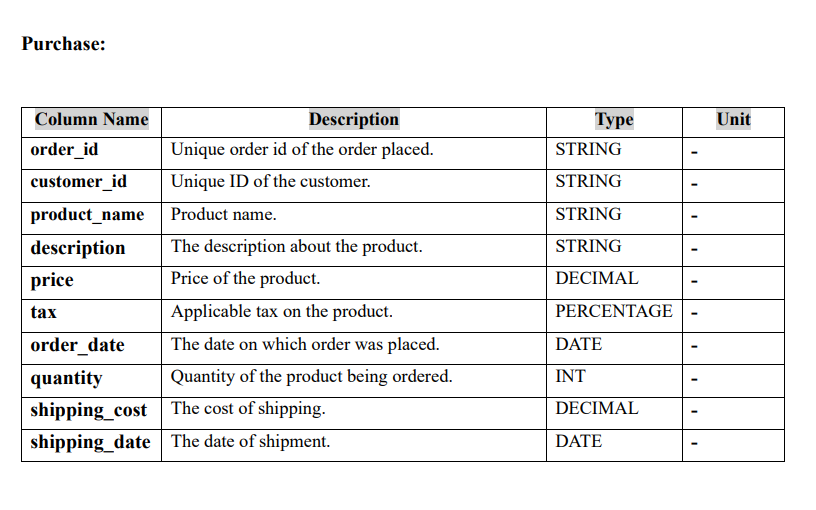 Purchase:
Column Name Description Type Unit
order_id Unique order id of the order placed. STRING -
customer_id Unique ID of the customer. STRING -
product_name Product name. STRING -
description The description about the product. STRING -
price Price of the product. DECIMAL -
tax Applicable tax on the product. PERCENTAGE -
order_date The date on which order was placed. DATE -
quantity Quantity of the product being ordered. INT -
shipping_cost The cost of shipping. DECIMAL -
shipping_date The date of shipment. DATE -